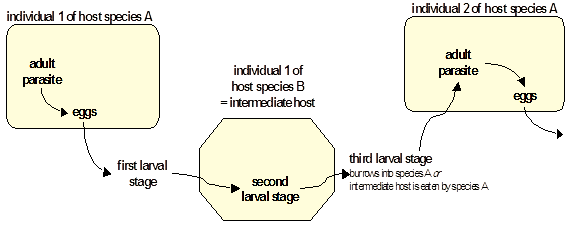 individual 1 of host species A
adult
parasite
eggs
first larval
stage
individual 1 of
host species B
= intermediate host
second
larval stage
third larval stage
burrows into species A or
intermediate host is eaten by species A
individual 2 of host species A
adult
parasite
eggs